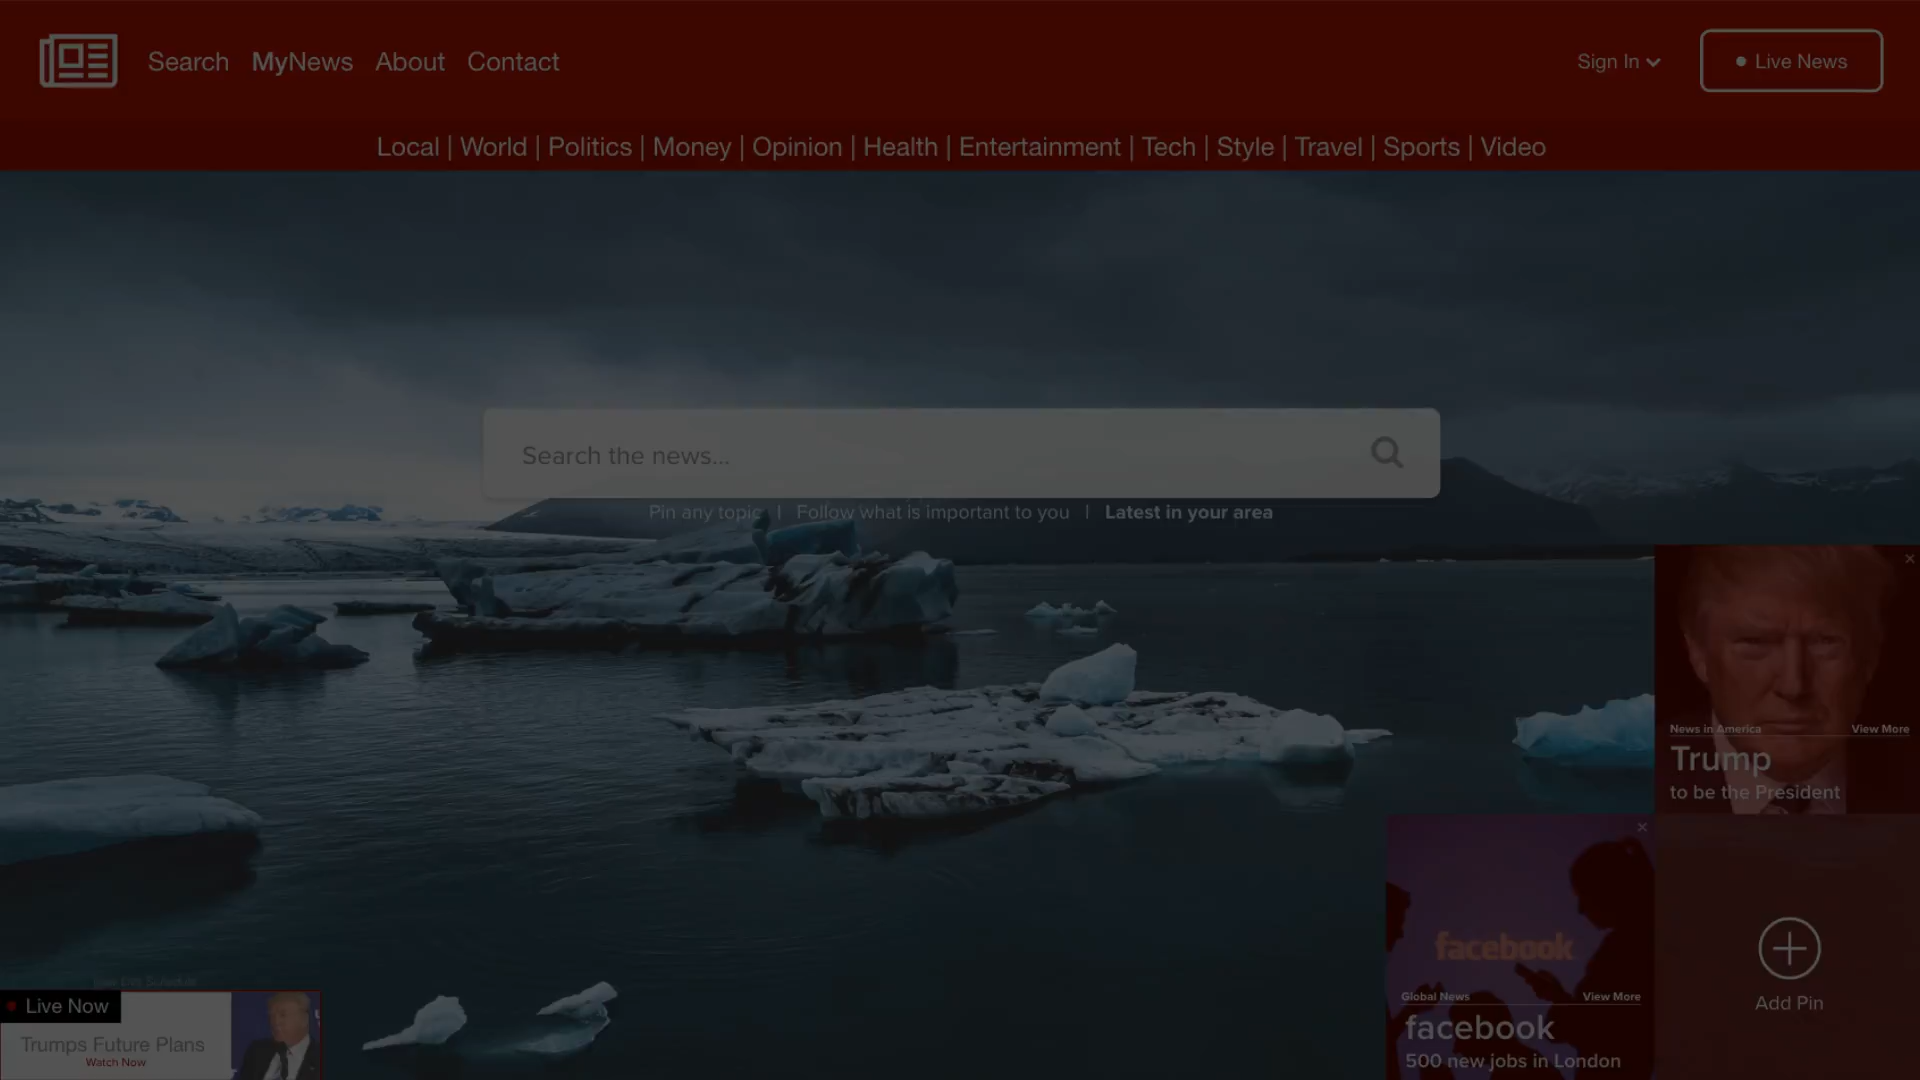 Search MyNews About Contact
Sign In
Live News
Local | World | Politics | Money | Opinion | Health | Entertainment | Tech | Style | Travel | Sports | Video
Search the news...
Pin any topic | Follow what is important to you | Latest in your area
News in America View More
Trump
to be the President
facebook
Global News View More
facebook
500 new jobs in London
Add Pin
Live Now
Trumps Future Plans
Watch Now